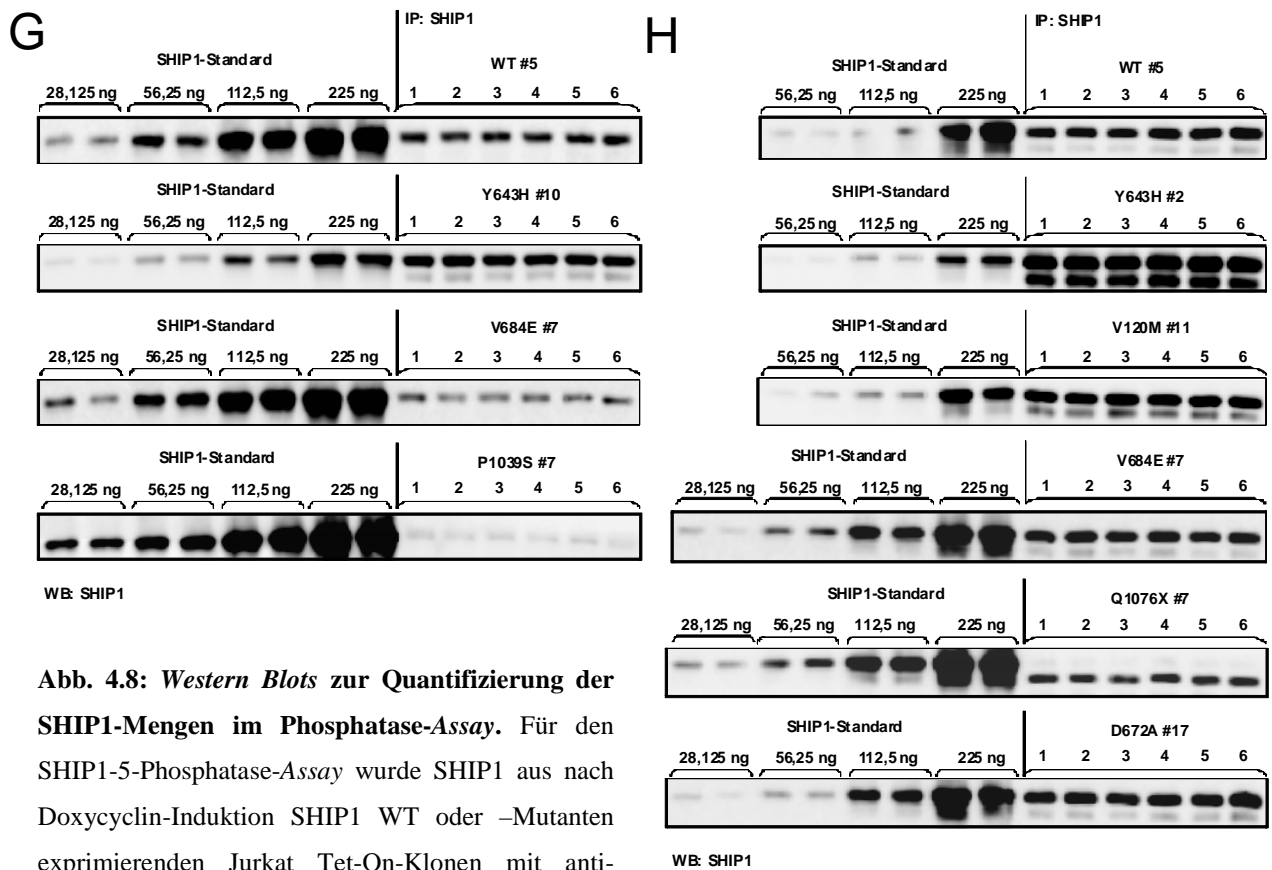 G
IP: SHIP1
SHIP1-Standard
WT #5
28,125 ng 56,25 ng 112,5 ng 225 ng 1 2 3 4 5 6
SHIP1-Standard
Y643H #10
28,125 ng 56,25 ng 112,5 ng 225 ng 1 2 3 4 5 6
SHIP1-Standard
V684E #7
28,125 ng 56,25 ng 112,5 ng 225 ng 1 2 3 4 5 6
SHIP1-Standard
P1039S #7
28,125 ng 56,25 ng 112,5 ng 225 ng 1 2 3 4 5 6
WB: SHIP1
H
IP: SHIP1
SHIP1-Standard
WT #5
56,25 ng 112,5 ng 225 ng 1 2 3 4 5 6
SHIP1-Standard
Y643H #2
56,25 ng 112,5 ng 225 ng 1 2 3 4 5 6
SHIP1-Standard
V120M #11
56,25 ng 112,5 ng 225 ng 1 2 3 4 5 6
SHIP1-Standard
V684E #7
28,125 ng 56,25 ng 112,5 ng 225 ng 1 2 3 4 5 6
SHIP1-Standard
Q1076X #7
28,125 ng 56,25 ng 112,5 ng 225 ng 1 2 3 4 5 6
SHIP1-Standard
D672A #17
28,125 ng 56,25 ng 112,5 ng 225 ng 1 2 3 4 5 6
WB: SHIP1
Abb. 4.8: Western Blots zur Quantifizierung der
SHIP1-Mengen im Phosphatase-Assay. Für den
SHIP1-5-Phosphatase-Assay wurde SHIP1 aus nach
Doxycyclin-Induktion SHIP1 WT oder –Mutanten
exprimierenden Jurkat Tet-On-Klonen mit anti-